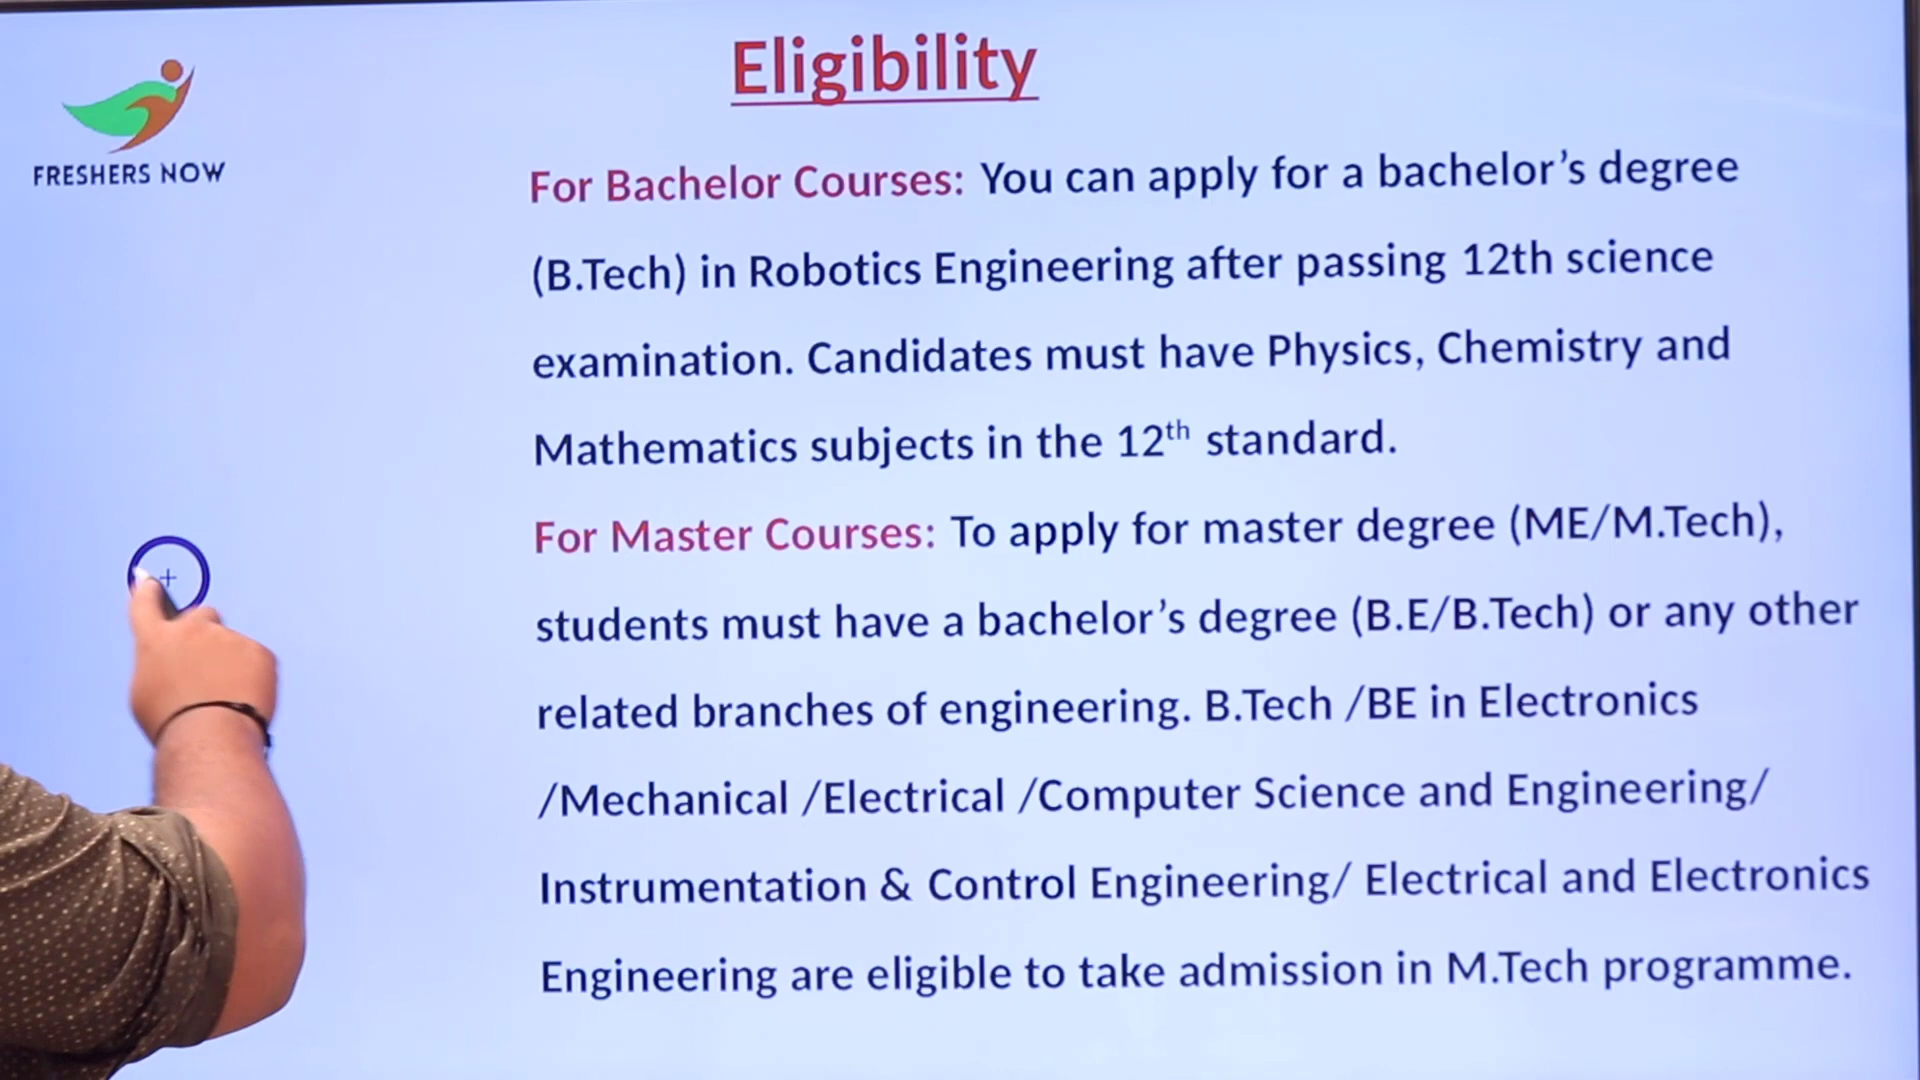 Eligibility
FRESHERS NOW
For Bachelor Courses: You can apply for a bachelor’s degree
(B.Tech) in Robotics Engineering after passing 12th science
examination. Candidates must have Physics, Chemistry and
Mathematics subjects in the 12th standard.
For Master Courses: To apply for master degree (ME/M.Tech),
students must have a bachelor’s degree (B.E/B.Tech) or any other
related branches of engineering. B.Tech /BE in Electronics
/Mechanical /Electrical /Computer Science and Engineering/
Instrumentation & Control Engineering/ Electrical and Electronics
Engineering are eligible to take admission in M.Tech programme.